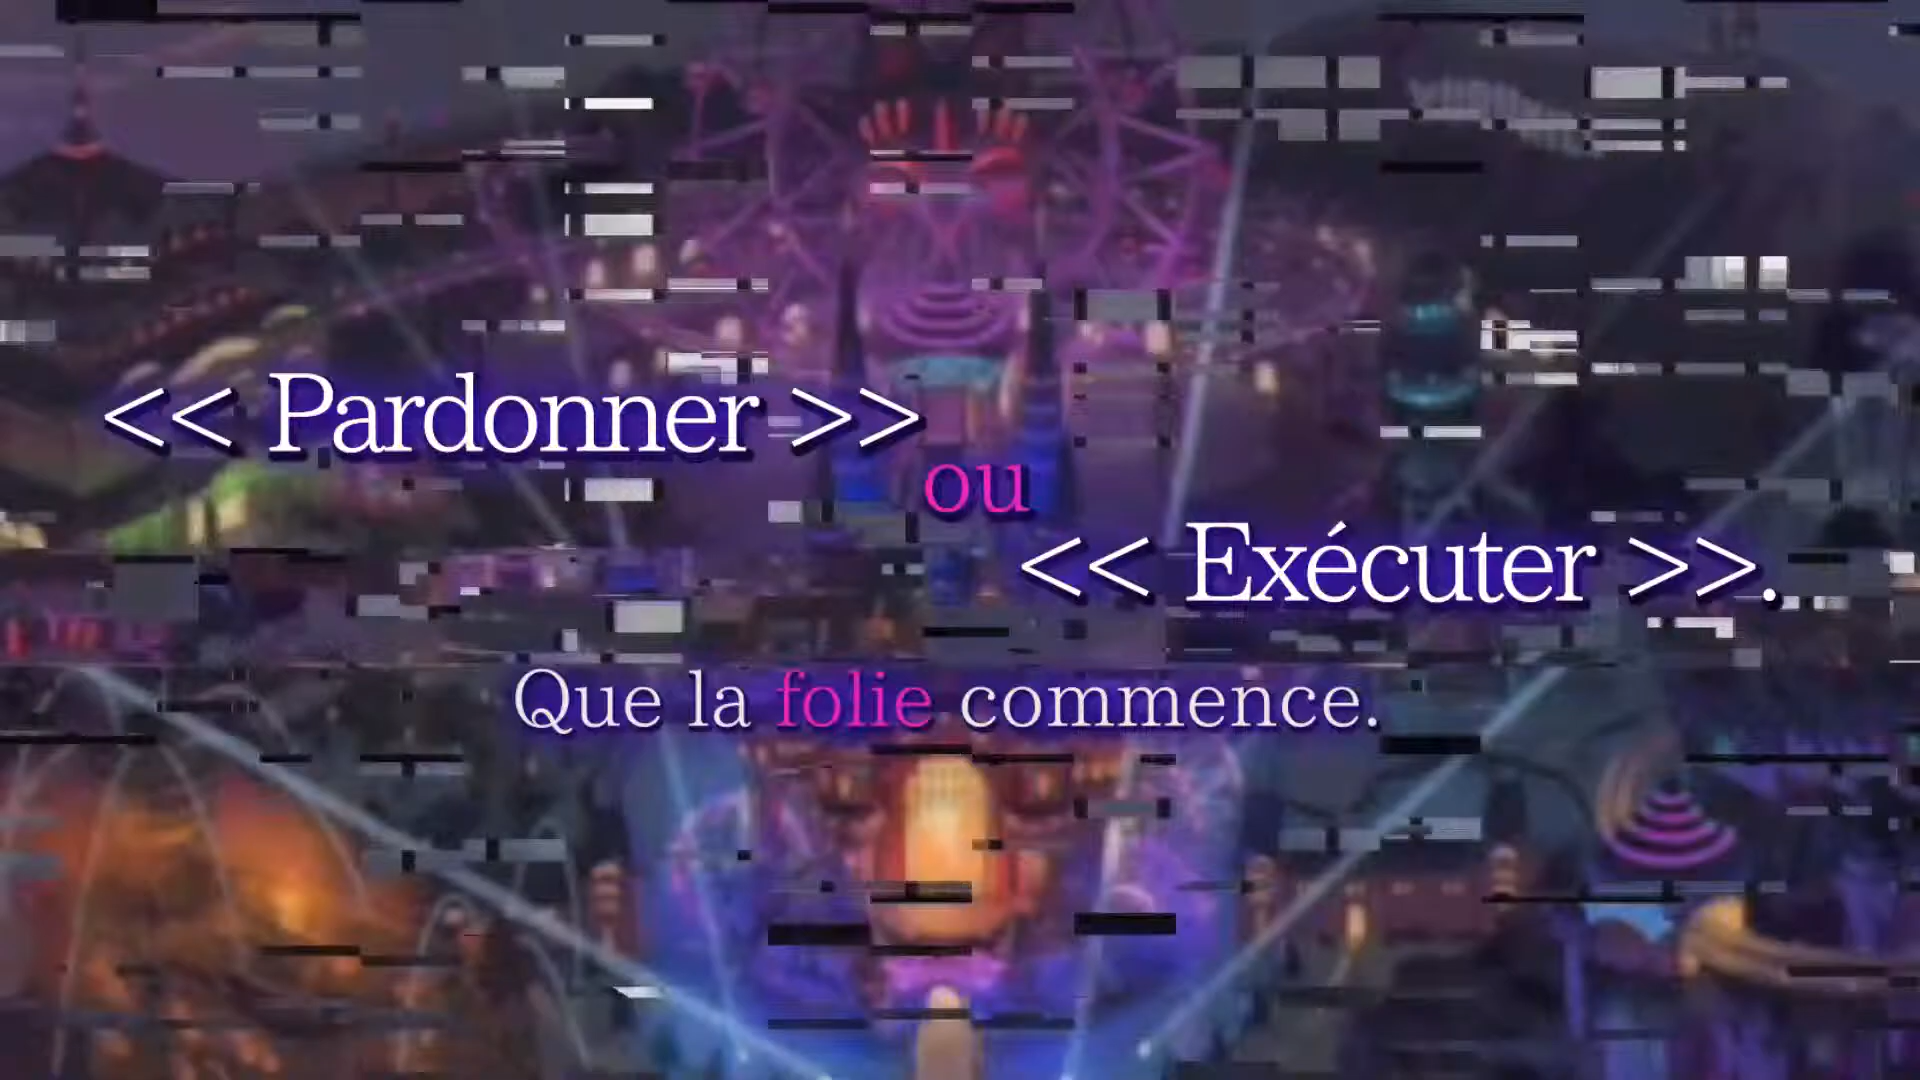 << Pardonner >>
ou
<< Exécuter >>.
Que la folie commence.